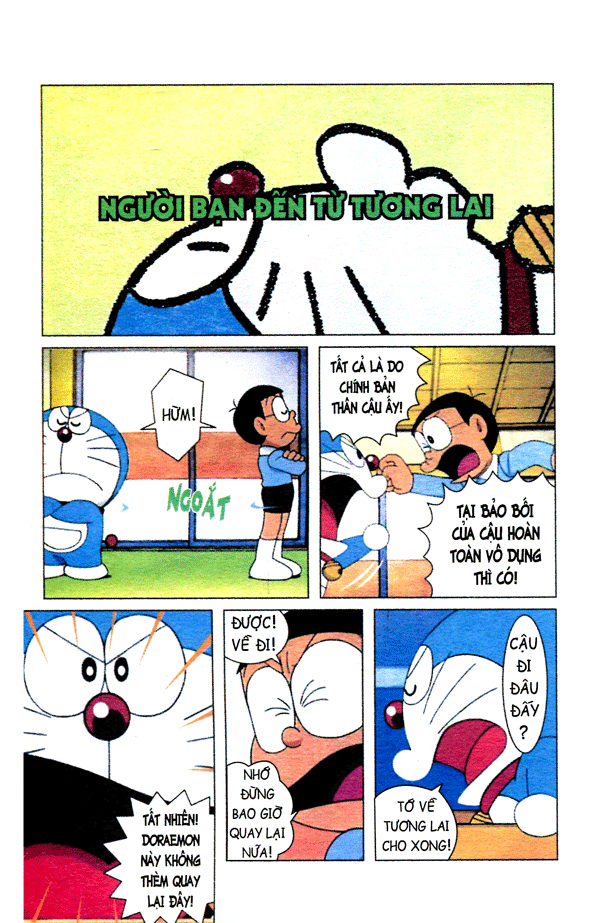 NGƯỜI BẠN ĐẾN TỪ TƯƠNG LAI
HỮM!
NGOẮT
TẤT CẢ LÀ DO
CHÍNH BẢN
THÂN CẬU ẤY!
TẠI BẢO BỐI
CỦA CẬU HOÀN
TOÀN VÔ DỤNG
THÌ CÓ!
TẤT NHIÊN!
DORAEMON
NÀY KHÔNG
THÈM QUAY
LẠI ĐÂY!
ĐƯỢC!
VỀ ĐI!
NHỚ
ĐỪNG
BAO GIỜ
QUAY LẠI
NỮA!
CẬU
ĐI
ĐÂU
ĐẤY
?
TỚ VỀ
TƯƠNG LAI
CHO XONG!